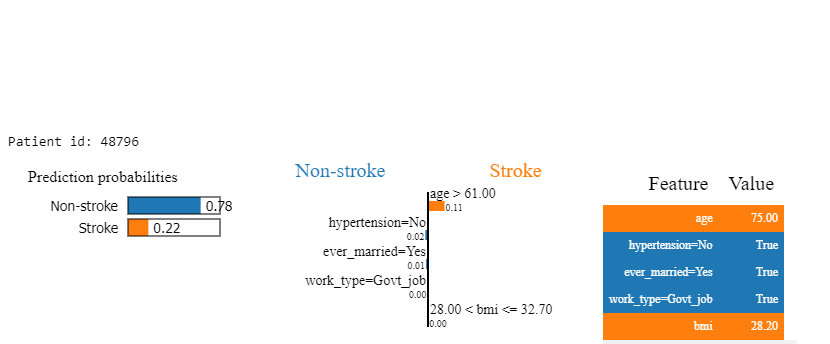 Patient id: 48796
Prediction probabilities
Non-stroke 0.78
Stroke 0.22
Non-stroke Stroke
age > 61.00
0.11
hypertension=No
0.02
ever_married=Yes
0.01
work_type=Govt_job
0.00
28.00 < bmi <= 32.70
0.00
Feature Value
age 75.00
hypertension=No True
ever_married=Yes True
work_type=Govt_job True
bmi 28.20